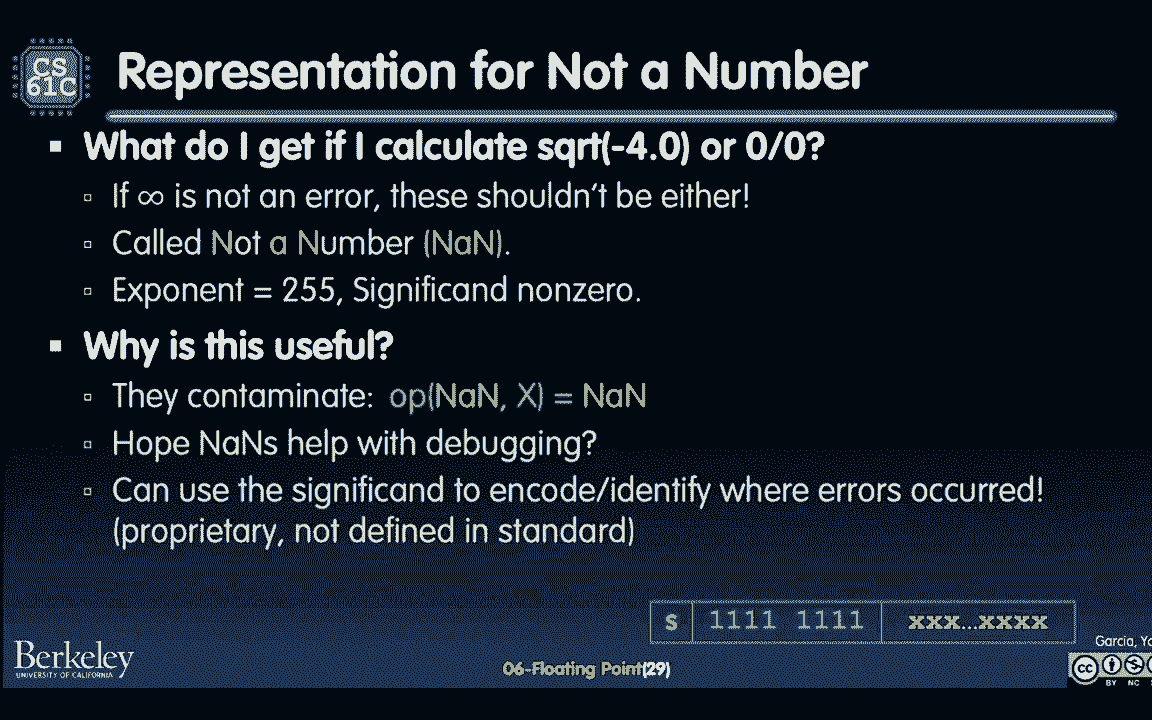 CS
61C
Representation for Not a Number
What do I get if I calculate sqrt(-4.0) or 0/0?
If ∞ is not an error, these shouldn't be either!
Called Not a Number (NaN).
Exponent = 255, Significand nonzero.
Why is this useful?
They contaminate: op(NaN, X) = NaN
Hope NaNs help with debugging?
Can use the significand to encode/identify where errors occurred!
(proprietary, not defined in standard)
s 1111 1111 xxx...xxxx
Berkeley
UNIVERSITY OF CALIFORNIA
06-Floating Point(29)
Garcia,
cc
BY NC